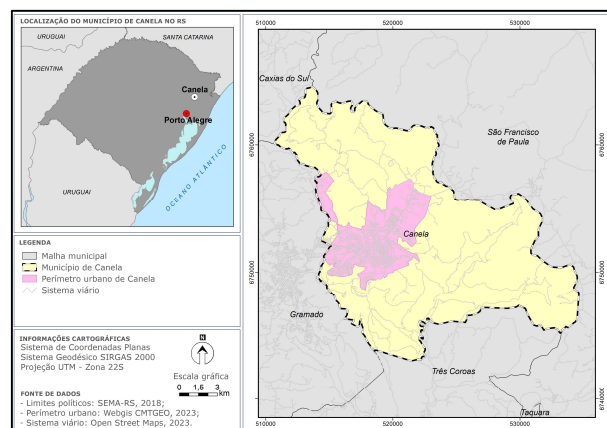 LOCALIZAÇÃO DO MUNICÍPIO DE CANELA NO RS
URUGUAI
SANTA CATARINA
ARGENTINA
Canela
Porto Alegre
URUGUAI
OCEANO ATLÂNTICO
LEGENDA
Malha municipal
Município de Canela
Perímetro urbano de Canela
Sistema viário
INFORMAÇÕES CARTOGRÁFICAS
Sistema de Coordenadas Planas
Sistema Geodésico SIRGAS 2000
Projeção UTM - Zona 22S
N
Escala gráfica
0 1,5 3
km
FONTE DE DADOS
- Limites políticos: SEMA-RS, 2018;
- Perímetro urbano: Webgis CMTGEO, 2023;
- Sistema viário: Open Street Maps, 2023.
510000 520000 530000
Caxias do Sul
São Francisco
de Paula
6760000
Canela
6750000
Gramado
Três Coroas
6740000
Taquara
510000 520000 530000